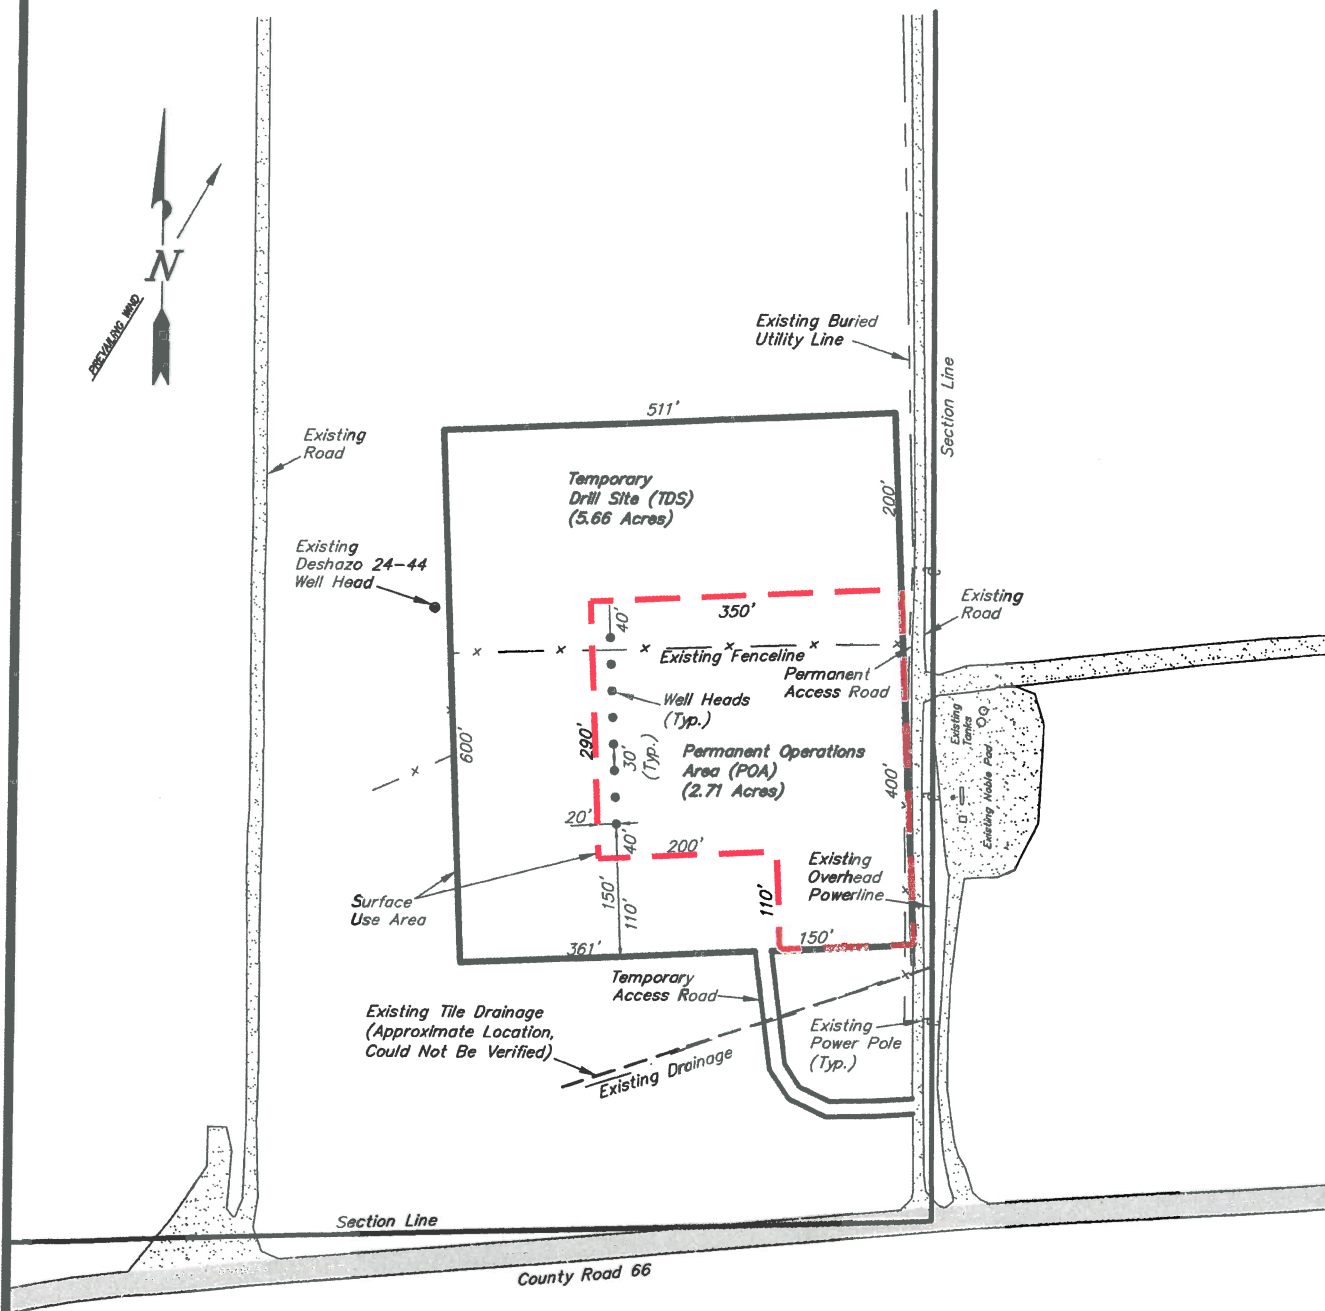 N
PREVAILING WIND
Existing
Road
Existing Buried
Utility Line
Section Line
511'
Temporary
Drill Site (TDS)
(5.66 Acres)
200'
Existing
Deshazo 24-44
Well Head
Existing
Road
350'
40'
Existing Fenceline
Permanent
Access Road
Well Heads
(Typ.)
600'
290'
30'
(Typ.)
Permanent Operations
Area (POA)
(2.71 Acres)
400'
Existing
Tanks
Existing Noble Pad
20'
40'
200'
Existing
Overhead
Powerline
Surface
Use Area
150'
110'
110'
150'
361'
Temporary
Access Road
Existing Tile Drainage
(Approximate Location,
Could Not Be Verified)
Existing Drainage
Existing
Power Pole
(Typ.)
Section Line
County Road 66